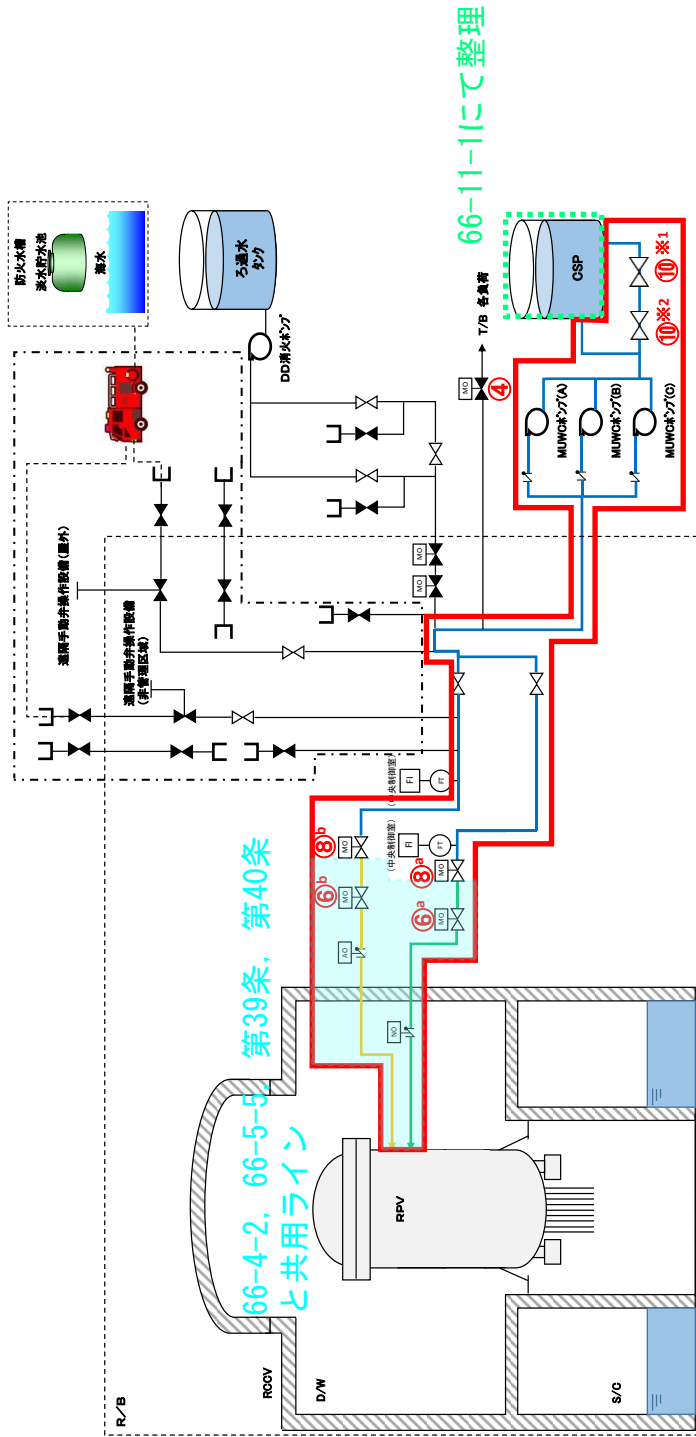 66-11-1にて整理
防火水槽
淡水貯水池
海水
ろ過水
タンク
DD消火ポンプ
CSP
⑩※1
⑩※2
T/B 各負荷
MO
④
MUWCポンプ(A)
MUWCポンプ(B)
MUWCポンプ(C)
遠隔手動弁操作設備(屋外)
遠隔手動弁操作設備
(非管理区域)
MO
MO
(中央制御室)
FI
FT
(中央制御室)
FI
FT
⑧b
MO
⑧a
MO
⑥b
MO
⑥a
MO
AO
NO
66-4-2, 66-5-5, 第39条, 第40条
と共用ライン
RPV
R/B
RCCV
D/W
S/C